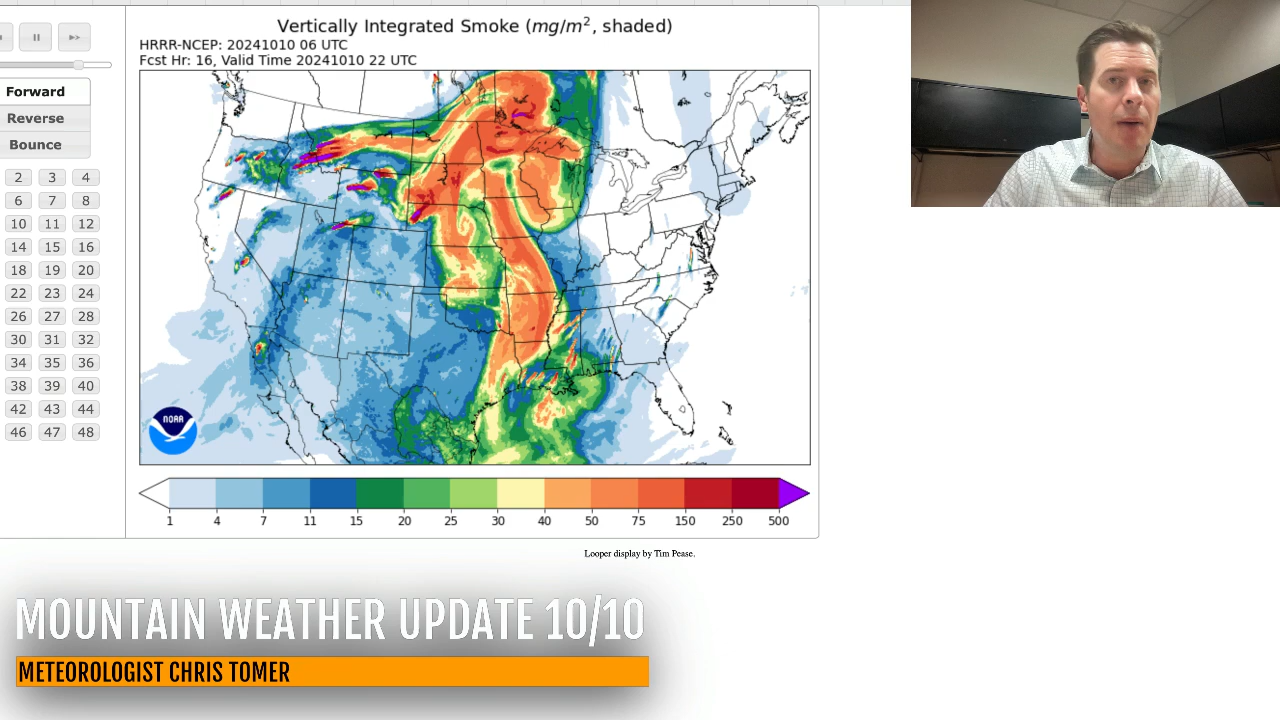 Vertically Integrated Smoke (mg/m², shaded)
HRRR-NCEP: 20241010 06 UTC
Fcst Hr: 16, Valid Time 20241010 22 UTC
Forward
Reverse
Bounce
2 3 4
6 7 8
10 11 12
14 15 16
18 19 20
22 23 24
26 27 28
30 31 32
34 35 36
38 39 40
42 43 44
46 47 48
NOAA
1 4 7 11 15 20 25 30 40 50 75 150 250 500
Looper display by Tim Pease.
MOUNTAIN WEATHER UPDATE 10/10
METEOROLOGIST CHRIS TOMER